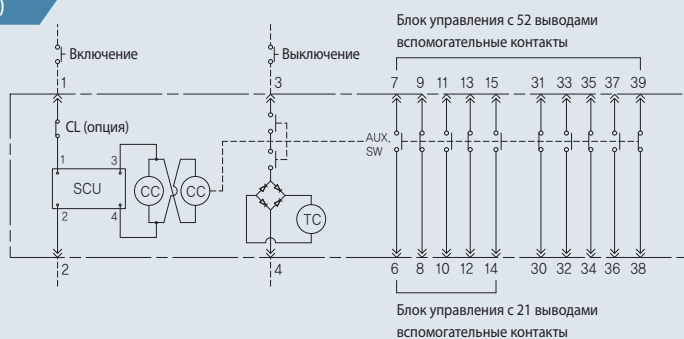 )
Блок управления с 52 выводами
вспомогательные контакты
Включение
Выключение
1 3 7 9 11 13 15 31 33 35 37 39
CL (опция)
AUX.
SW
1 3
SCU
CC CC
2 4
TC
2 4 6 8 10 12 14 30 32 34 36 38
Блок управления с 21 выводами
вспомогательные контакты